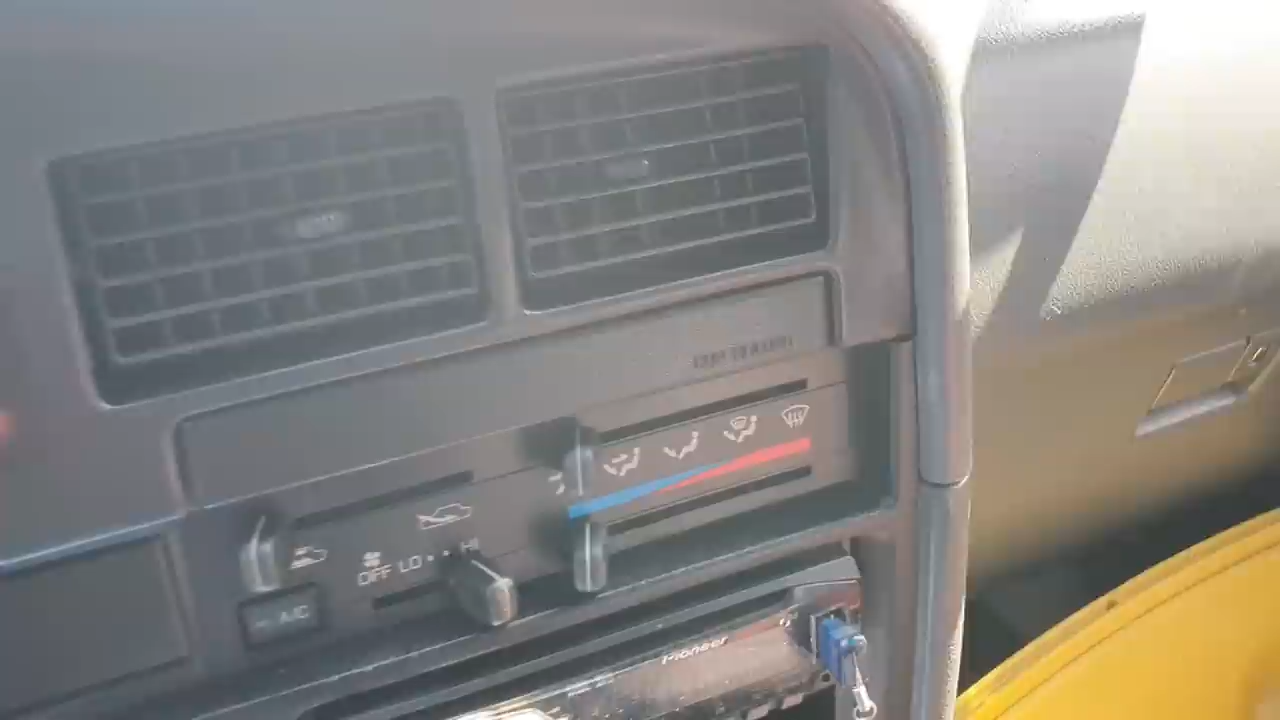 OFF LO • • HI
A/C
Pioneer